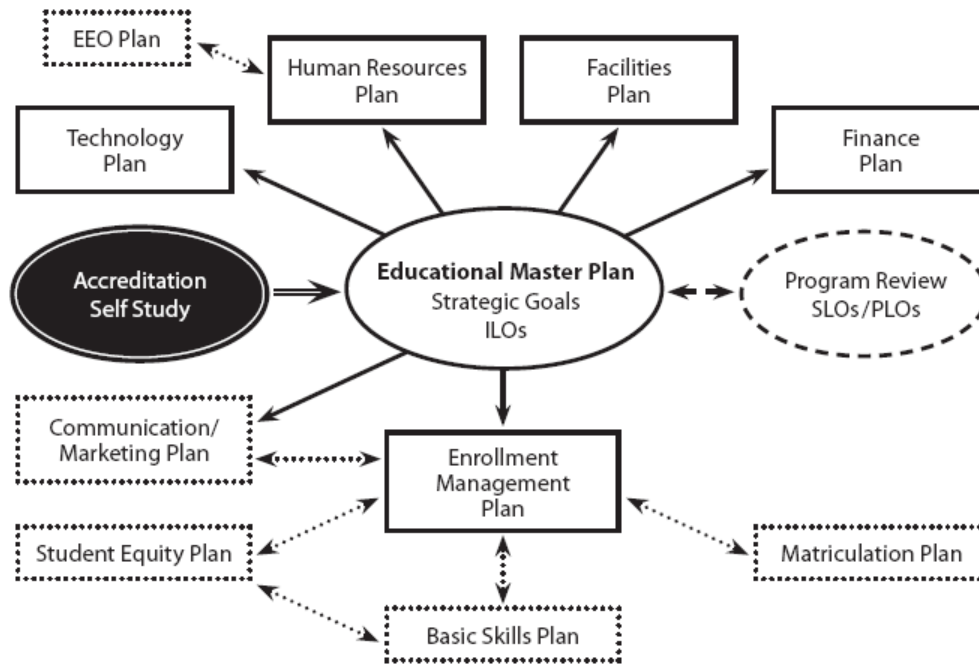 EEO Plan
Human Resources
Plan
Facilities
Plan
Technology
Plan
Finance
Plan
Accreditation
Self Study
Educational Master Plan
Strategic Goals
ILOs
Program Review
SLOs/PLOs
Communication/
Marketing Plan
Enrollment
Management
Plan
Student Equity Plan
Matriculation Plan
Basic Skills Plan